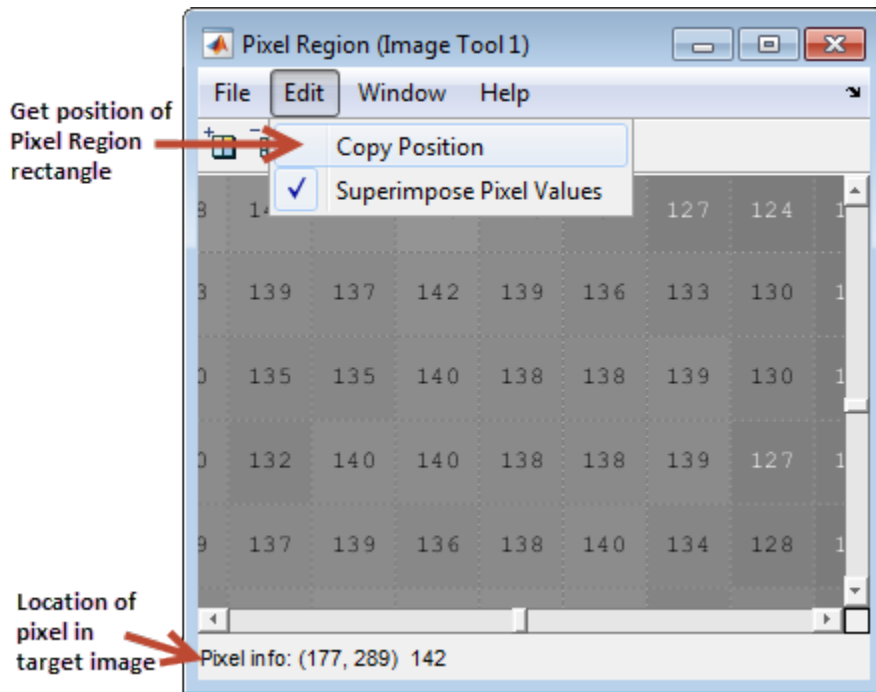 Pixel Region (Image Tool 1)
File Edit Window Help
Get position of
Pixel Region
rectangle
Copy Position
Superimpose Pixel Values
127 124
139 137 142 139 136 133 130
135 135 140 138 138 139 130
132 140 140 138 138 139 127
137 139 136 138 140 134 128
Location of
pixel in
target image
Pixel info: (177, 289) 142